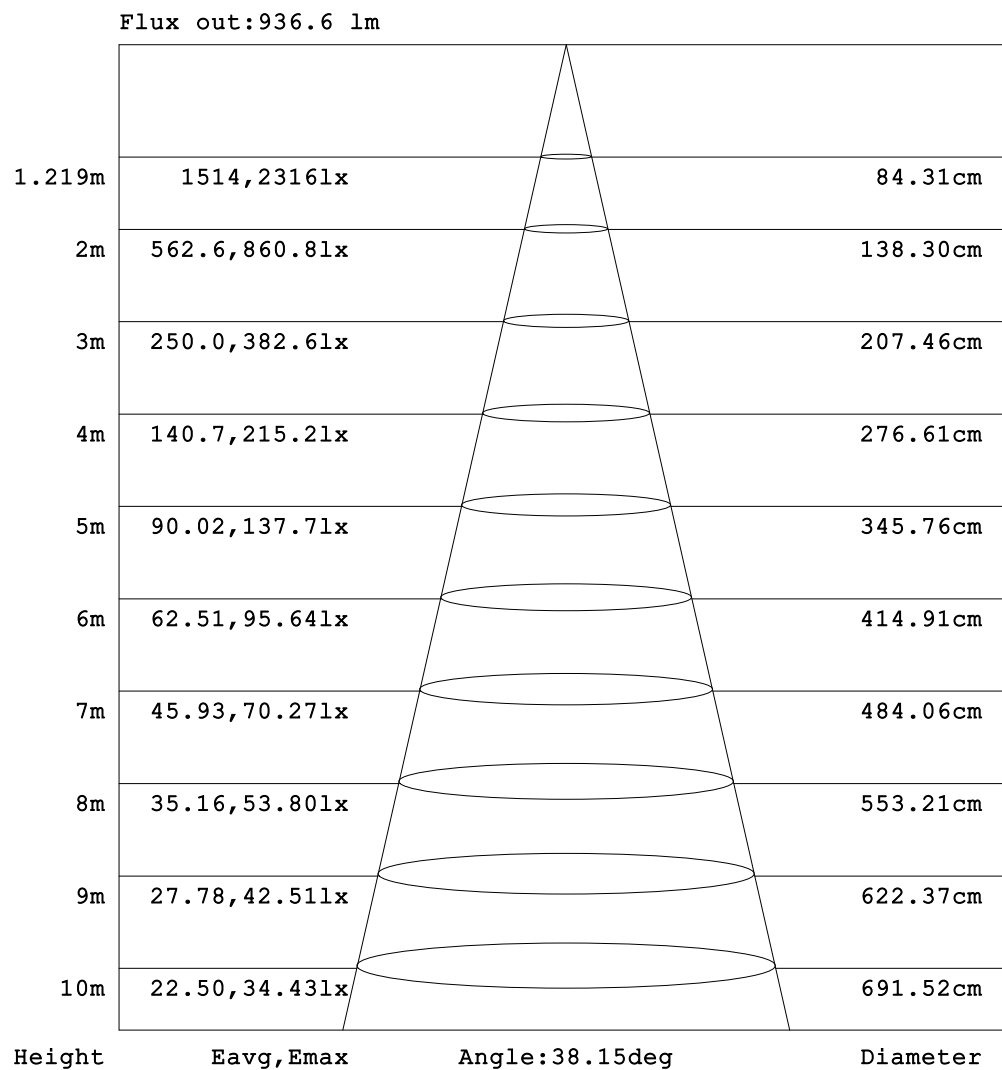 Flux out:936.6 lm
1.219m 1514,2316lx 84.31cm
2m 562.6,860.8lx 138.30cm
3m 250.0,382.6lx 207.46cm
4m 140.7,215.2lx 276.61cm
5m 90.02,137.7lx 345.76cm
6m 62.51,95.64lx 414.91cm
7m 45.93,70.27lx 484.06cm
8m 35.16,53.80lx 553.21cm
9m 27.78,42.51lx 622.37cm
10m 22.50,34.43lx 691.52cm
Height Eavg,Emax Angle:38.15deg Diameter